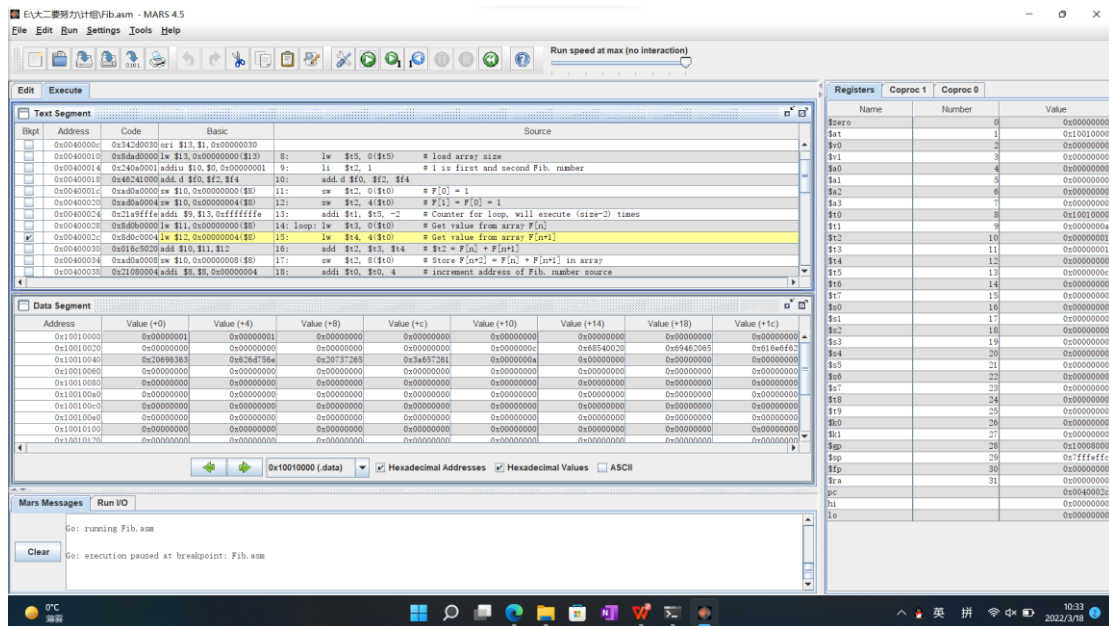 E:\大二要努力\计组\Fib.asm - MARS 4.5
File Edit Run Settings Tools Help
Run speed at max (no interaction)
Edit Execute
Text Segment
Bkpt Address Code Basic Source
0x0040000c 0x342d0030 ori $13,$1,0x00000030
0x00400010 0x8dad0000 lw $13,0x00000000($13) 8: lw $t5, 0($t5) # load array size
0x00400014 0x240a0001 addiu $10,$0,0x00000001 9: li $t2, 1 # 1 is first and second Fib. number
0x00400018 0x46241000 add.d $f0,$f2,$f4 10: add.d $f0, $f2, $f4
0x0040001c 0xad0a0000 sw $10,0x00000000($8) 11: sw $t2, 0($t0) # F[0] = 1
0x00400020 0xad0a0004 sw $10,0x00000004($8) 12: sw $t2, 4($t0) # F[1] = F[0] = 1
0x00400024 0x21a9fffe addi $9,$13,0xfffffffe 13: addi $t1, $t5, -2 # Counter for loop, will execute (size-2) times
0x00400028 0x8d0b0000 lw $11,0x00000000($8) 14: loop: lw $t3, 0($t0) # Get value from array F[n]
0x0040002c 0x8d0c0004 lw $12,0x00000004($8) 15: lw $t4, 4($t0) # Get value from array F[n+1]
0x00400030 0x016c5020 add $10,$11,$12 16: add $t2, $t3, $t4 # $t2 = F[n] + F[n+1]
0x00400034 0xad0a0008 sw $10,0x00000008($8) 17: sw $t2, 8($t0) # Store F[n+2] = F[n] + F[n+1] in array
0x00400038 0x21080004 addi $8,$8,0x00000004 18: addi $t0, $t0, 4 # increment address of Fib. number source
Data Segment
Address Value (+0) Value (+4) Value (+8) Value (+c) Value (+10) Value (+14) Value (+18) Value (+1c)
0x10010000 0x00000001 0x00000001 0x00000000 0x00000000 0x00000000 0x00000000 0x00000000 0x00000000
0x10010020 0x00000000 0x00000000 0x00000000 0x00000000 0x0000000c 0x68540020 0x69462065 0x616e6f62
0x10010040 0x20696363 0x626d756e 0x20737265 0x3a657261 0x0000000a 0x00000000 0x00000000 0x00000000
0x10010060 0x00000000 0x00000000 0x00000000 0x00000000 0x00000000 0x00000000 0x00000000 0x00000000
0x10010080 0x00000000 0x00000000 0x00000000 0x00000000 0x00000000 0x00000000 0x00000000 0x00000000
0x100100a0 0x00000000 0x00000000 0x00000000 0x00000000 0x00000000 0x00000000 0x00000000 0x00000000
0x100100c0 0x00000000 0x00000000 0x00000000 0x00000000 0x00000000 0x00000000 0x00000000 0x00000000
0x100100e0 0x00000000 0x00000000 0x00000000 0x00000000 0x00000000 0x00000000 0x00000000 0x00000000
0x10010100 0x00000000 0x00000000 0x00000000 0x00000000 0x00000000 0x00000000 0x00000000 0x00000000
0x10010120 0x00000000 0x00000000 0x00000000 0x00000000 0x00000000 0x00000000 0x00000000 0x00000000
0x10010000 (.data) Hexadecimal Addresses Hexadecimal Values ASCII
Mars Messages Run I/O
Go: running Fib.asm
Go: execution paused at breakpoint: Fib.asm
Clear
Registers Coproc 1 Coproc 0
Name Number Value
$zero 0 0x00000000
$at 1 0x10010000
$v0 2 0x00000000
$v1 3 0x00000000
$a0 4 0x00000000
$a1 5 0x00000000
$a2 6 0x00000000
$a3 7 0x00000000
$t0 8 0x10010000
$t1 9 0x0000000a
$t2 10 0x00000001
$t3 11 0x00000001
$t4 12 0x00000000
$t5 13 0x0000000c
$t6 14 0x00000000
$t7 15 0x00000000
$s0 16 0x00000000
$s1 17 0x00000000
$s2 18 0x00000000
$s3 19 0x00000000
$s4 20 0x00000000
$s5 21 0x00000000
$s6 22 0x00000000
$s7 23 0x00000000
$t8 24 0x00000000
$t9 25 0x00000000
$k0 26 0x00000000
$k1 27 0x00000000
$gp 28 0x10008000
$sp 29 0x7fffeffc
$fp 30 0x00000000
$ra 31 0x00000000
pc 0x0040002c
hi 0x00000000
lo 0x00000000
0°C
英 拼 10:33
2022/3/18 2